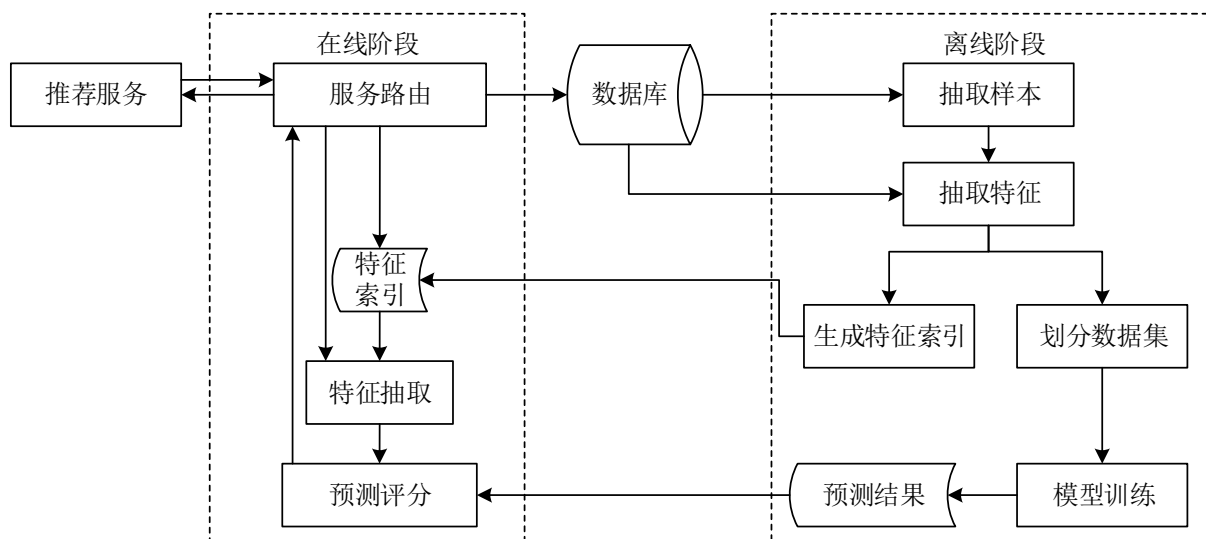 在线阶段
离线阶段
推荐服务
服务路由
数据库
抽取样本
抽取特征
特征
索引
生成特征索引
划分数据集
特征抽取
预测评分
预测结果
模型训练